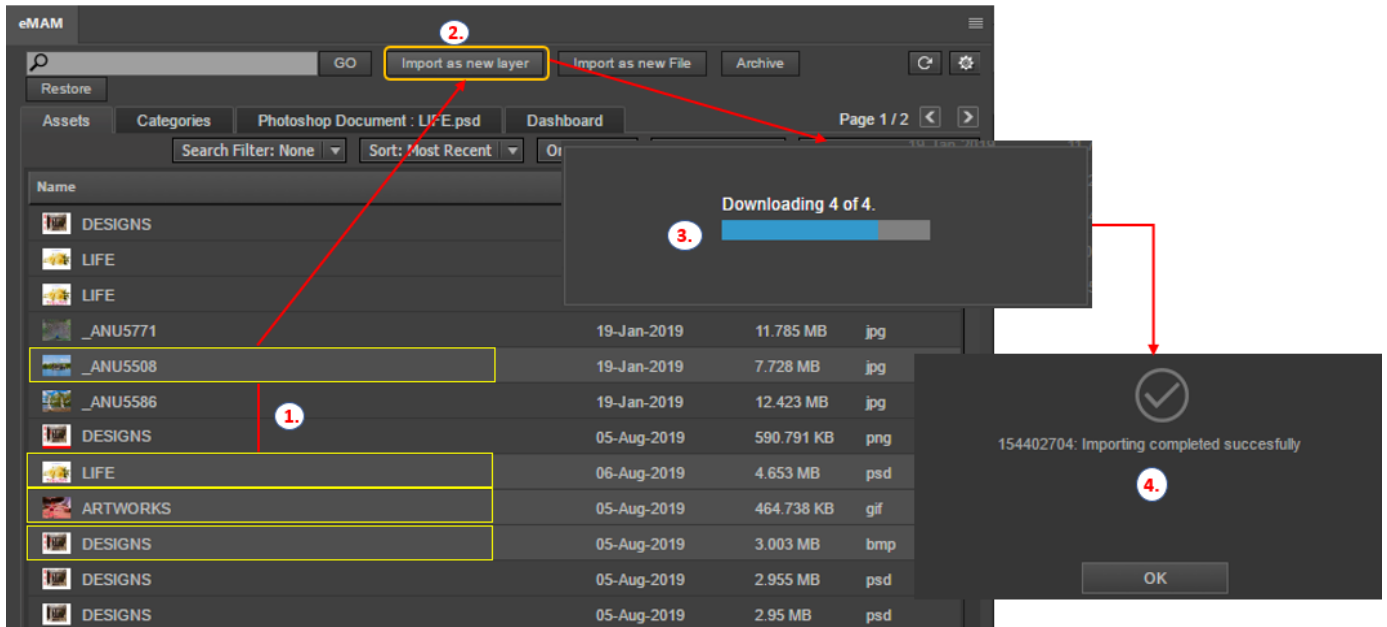 eMAM
2.
GO Import as new layer Import as new File Archive
Restore
Assets Categories Photoshop Document : LIFE.psd Dashboard Page 1 / 2
Search Filter: None Sort: Most Recent
Name
DESIGNS
LIFE
LIFE
Downloading 4 of 4.
3.
_ANU5771 19-Jan-2019 11.785 MB jpg
_ANU5508 19-Jan-2019 7.728 MB jpg
_ANU5586 19-Jan-2019 12.423 MB jpg
1.
DESIGNS 05-Aug-2019 590.791 KB png
LIFE 06-Aug-2019 4.653 MB psd
ARTWORKS 05-Aug-2019 464.738 KB gif
DESIGNS 05-Aug-2019 3.003 MB bmp
DESIGNS 05-Aug-2019 2.955 MB psd
DESIGNS 05-Aug-2019 2.95 MB psd
154402704: Importing completed succesfully
4.
OK